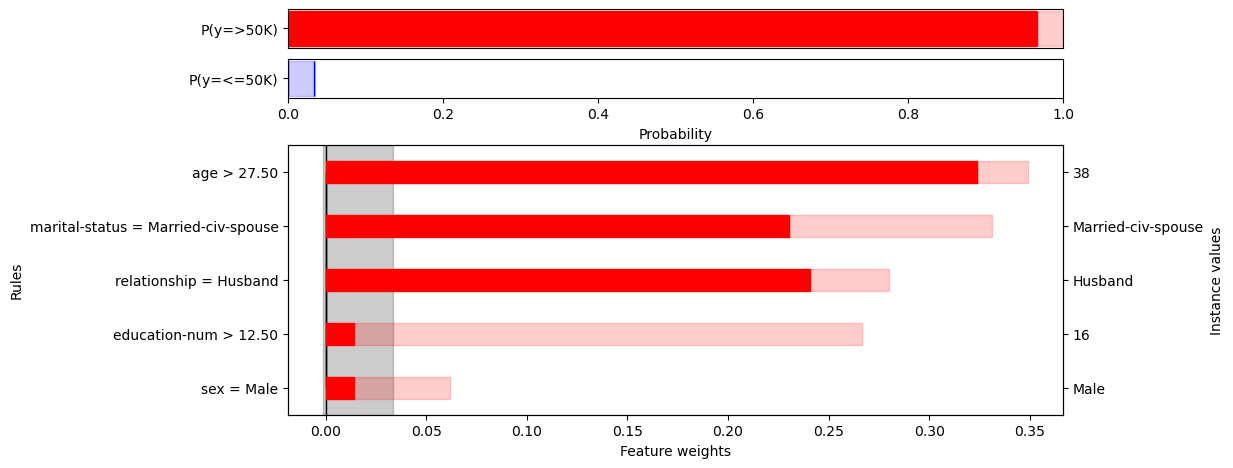 P(y=>50K)
P(y=<=50K)
0.0 0.2 0.4 0.6 0.8 1.0
Probability
age > 27.50 38
marital-status = Married-civ-spouse Married-civ-spouse
relationship = Husband Husband
education-num > 12.50 16
sex = Male Male
Rules
Instance values
0.00 0.05 0.10 0.15 0.20 0.25 0.30 0.35
Feature weights